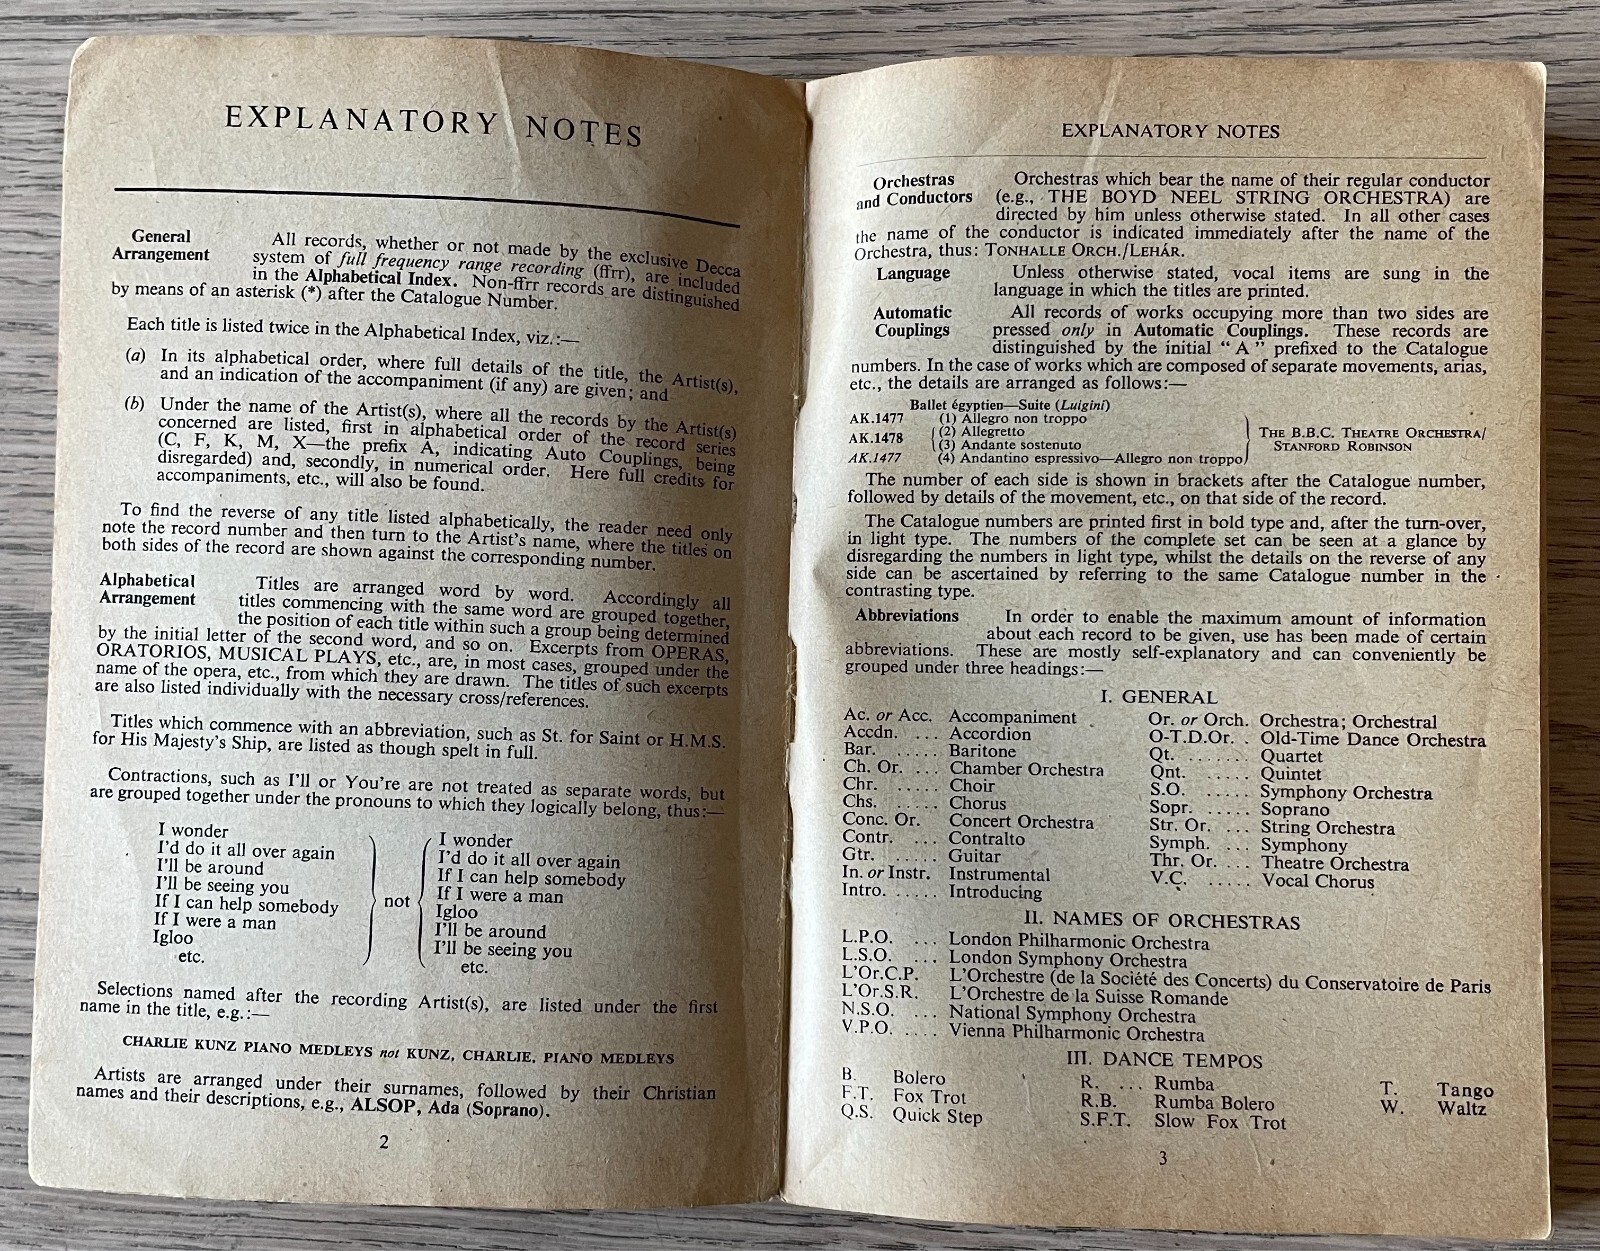 EXPLANATORY NOTES
General Arrangement All records, whether or not made by the exclusive Decca
system of full frequency range recording (ffrr), are included
in the Alphabetical Index. Non-ffrr records are distinguished
by means of an asterisk (*) after the Catalogue Number.
Each title is listed twice in the Alphabetical Index, viz.:—
(a) In its alphabetical order, where full details of the title, the Artist(s),
and an indication of the accompaniment (if any) are given; and
(b) Under the name of the Artist(s), where all the records by the Artist(s)
concerned are listed, first in alphabetical order of the record series
(C, F, K, M, X—the prefix A, indicating Auto Couplings, being
disregarded) and, secondly, in numerical order. Here full credits for
accompaniments, etc., will also be found.
To find the reverse of any title listed alphabetically, the reader need only
note the record number and then turn to the Artist's name, where the titles on
both sides of the record are shown against the corresponding number.
Alphabetical Arrangement Titles are arranged word by word. Accordingly all
titles commencing with the same word are grouped together,
the position of each title within such a group being determined
by the initial letter of the second word, and so on. Excerpts from OPERAS,
ORATORIOS, MUSICAL PLAYS, etc., are, in most cases, grouped under the
name of the opera, etc., from which they are drawn. The titles of such excerpts
are also listed individually with the necessary cross/references.
Titles which commence with an abbreviation, such as St. for Saint or H.M.S.
for His Majesty's Ship, are listed as though spelt in full.
Contractions, such as I'll or You're are not treated as separate words, but
are grouped together under the pronouns to which they logically belong, thus:—
I wonder
I'd do it all over again
I'll be around
I'll be seeing you
If I can help somebody
If I were a man
Igloo
etc.
not
I wonder
I'd do it all over again
If I can help somebody
If I were a man
Igloo
I'll be around
I'll be seeing you
etc.
Selections named after the recording Artist(s), are listed under the first
name in the title, e.g.:—
CHARLIE KUNZ PIANO MEDLEYS not KUNZ, CHARLIE. PIANO MEDLEYS
Artists are arranged under their surnames, followed by their Christian
names and their descriptions, e.g., ALSOP, Ada (Soprano).
2
EXPLANATORY NOTES
Orchestras and Conductors Orchestras which bear the name of their regular conductor
(e.g., THE BOYD NEEL STRING ORCHESTRA) are
directed by him unless otherwise stated. In all other cases
the name of the conductor is indicated immediately after the name of the
Orchestra, thus: TONHALLE ORCH./LEHÁR.
Language Unless otherwise stated, vocal items are sung in the
language in which the titles are printed.
Automatic Couplings All records of works occupying more than two sides are
pressed only in Automatic Couplings. These records are
distinguished by the initial "A" prefixed to the Catalogue
numbers. In the case of works which are composed of separate movements, arias,
etc., the details are arranged as follows:—
Ballet égyptien—Suite (Luigini)
AK.1477 (1) Allegro non troppo
AK.1478 (2) Allegretto
(3) Andante sostenuto
AK.1477 (4) Andantino espressivo—Allegro non troppo
THE B.B.C. THEATRE ORCHESTRA/
STANFORD ROBINSON
The number of each side is shown in brackets after the Catalogue number,
followed by details of the movement, etc., on that side of the record.
The Catalogue numbers are printed first in bold type and, after the turn-over,
in light type. The numbers of the complete set can be seen at a glance by
disregarding the numbers in light type, whilst the details on the reverse of any
side can be ascertained by referring to the same Catalogue number in the
contrasting type.
Abbreviations In order to enable the maximum amount of information
about each record to be given, use has been made of certain
abbreviations. These are mostly self-explanatory and can conveniently be
grouped under three headings:—
I. GENERAL
Ac. or Acc. Accompaniment
Accdn. ... Accordion
Bar. ..... Baritone
Ch. Or. ... Chamber Orchestra
Chr. ..... Choir
Chs. ..... Chorus
Conc. Or. Concert Orchestra
Contr. ... Contralto
Gtr. ..... Guitar
In. or Instr. Instrumental
Intro. ..... Introducing
Or. or Orch. Orchestra; Orchestral
O-T.D.Or. . Old-Time Dance Orchestra
Qt. ....... Quartet
Qnt. ..... Quintet
S.O. ..... Symphony Orchestra
Sopr. ..... Soprano
Str. Or. ... String Orchestra
Symph. ... Symphony
Thr. Or. ... Theatre Orchestra
V.C. ..... Vocal Chorus
II. NAMES OF ORCHESTRAS
L.P.O. ... London Philharmonic Orchestra
L.S.O. ... London Symphony Orchestra
L'Or.C.P. L'Orchestre (de la Société des Concerts) du Conservatoire de Paris
L'Or.S.R. L'Orchestre de la Suisse Romande
N.S.O. ... National Symphony Orchestra
V.P.O. .... Vienna Philharmonic Orchestra
III. DANCE TEMPOS
B. Bolero
F.T. Fox Trot
Q.S. Quick Step
R. ... Rumba
R.B. Rumba Bolero
S.F.T. Slow Fox Trot
T. Tango
W. Waltz
3